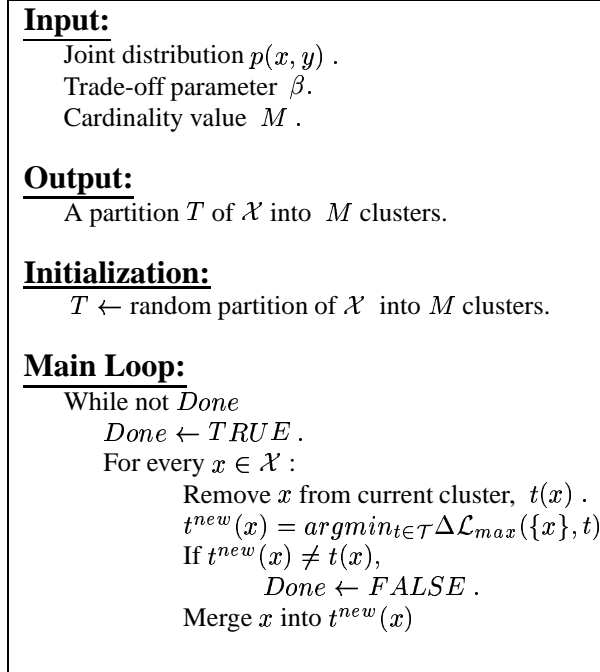 Input:
Joint distribution p(x, y) .
Trade-off parameter β.
Cardinality value M .
Output:
A partition T of 𝒳 into M clusters.
Initialization:
T ← random partition of 𝒳 into M clusters.
Main Loop:
While not Done
Done ← TRUE .
For every x ∈ 𝒳 :
Remove x from current cluster, t(x) .
t^{new}(x) = argmin_{t∈𝒯} Δℒ_{max}({x}, t)
If t^{new}(x) ≠ t(x),
Done ← FALSE .
Merge x into t^{new}(x)